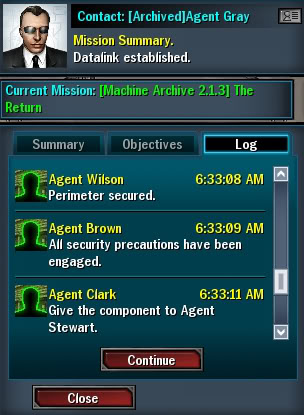 Contact: [Archived]Agent Gray
Mission Summary.
Datalink established.
Current Mission: [Machine Archive 2.1.3] The
Return
Summary Objectives Log
Agent Wilson 6:33:08 AM
Perimeter secured.
Agent Brown 6:33:09 AM
All security precautions have been
engaged.
Agent Clark 6:33:11 AM
Give the component to Agent
Stewart.
Continue
Close